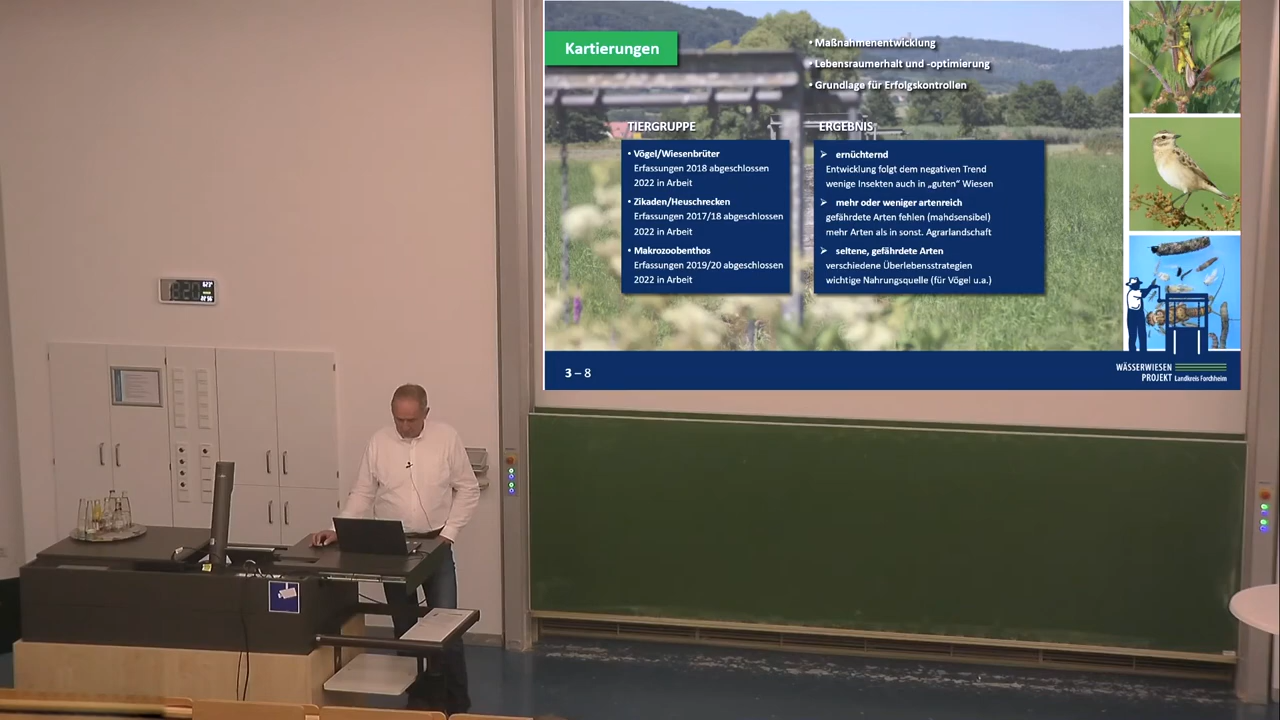 Kartierungen
• Maßnahmenentwicklung
• Lebensraumerhalt und -optimierung
• Grundlage für Erfolgskontrollen
TIERGRUPPE
• Vögel/Wiesenbrüter
Erfassungen 2018 abgeschlossen
2022 in Arbeit
• Zikaden/Heuschrecken
Erfassungen 2017/18 abgeschlossen
2022 in Arbeit
• Makrozoobenthos
Erfassungen 2019/20 abgeschlossen
2022 in Arbeit
ERGEBNIS
➢ ernüchternd
Entwicklung folgt dem negativen Trend
wenige Insekten auch in „guten“ Wiesen
➢ mehr oder weniger artenreich
gefährdete Arten fehlen (mahdsensibel)
mehr Arten als in sonst. Agrarlandschaft
➢ seltene, gefährdete Arten
verschiedene Überlebensstrategien
wichtige Nahrungsquelle (für Vögel u.a.)
3 – 8
WÄSSERWIESEN
PROJEKT Landkreis Forchheim